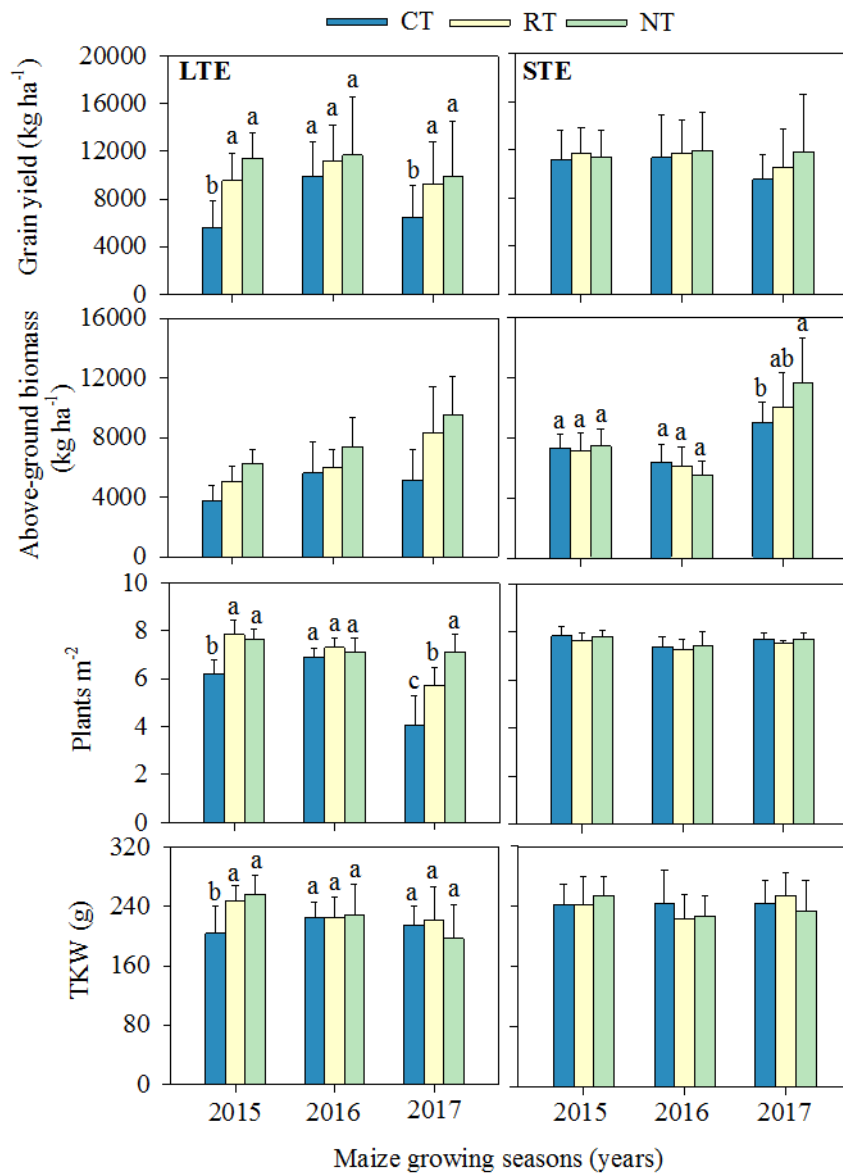 CT RT NT
LTE STE
Grain yield (kg ha⁻¹)
20000
16000
12000
8000
4000
0
b a a a a a b a a
Above-ground biomass
(kg ha⁻¹)
16000
12000
8000
4000
0
a a a a a a b ab a
Plants m⁻²
10
8
6
4
2
0
b a a a a a c b a
TKW (g)
320
240
160
80
0
b a a a a a a a a
2015 2016 2017 2015 2016 2017
Maize growing seasons (years)